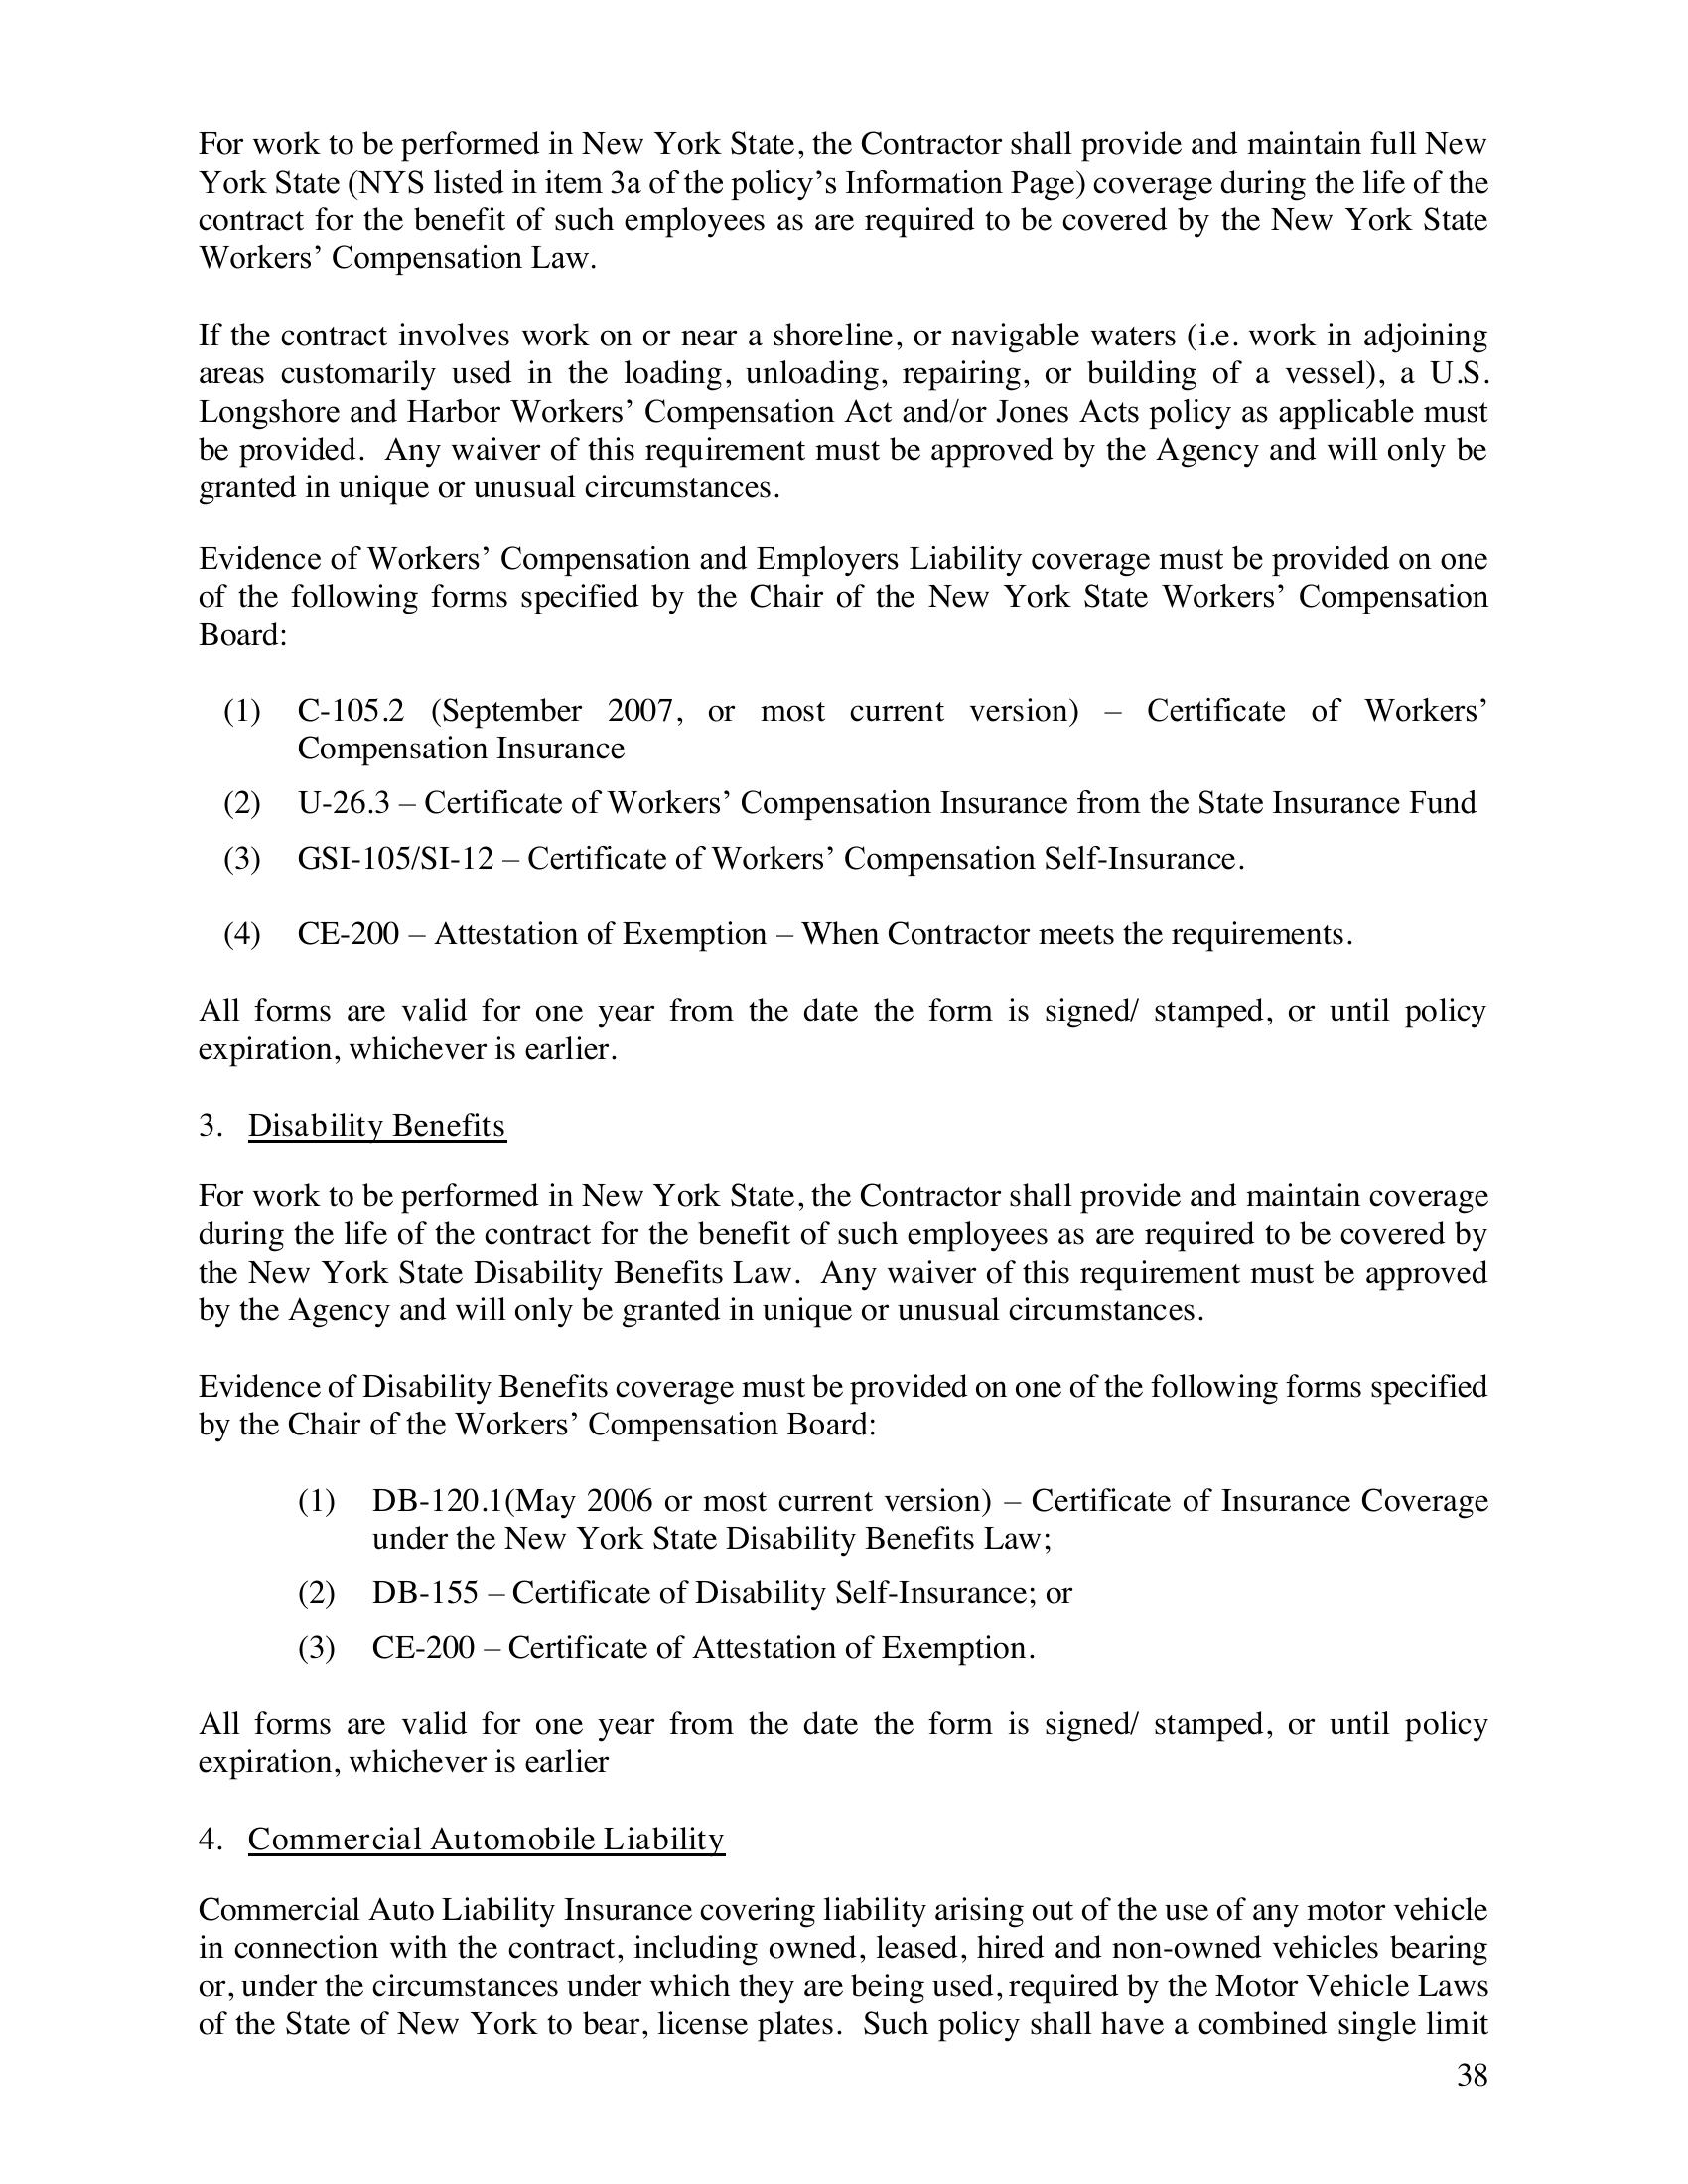 For work to be performed in New York State, the Contractor shall provide and maintain full New
York State (NYS listed in item 3a of the policy’s Information Page) coverage during the life of the
contract for the benefit of such employees as are required to be covered by the New York State
Workers’ Compensation Law.
If the contract involves work on or near a shoreline, or navigable waters (i.e. work in adjoining
areas customarily used in the loading, unloading, repairing, or building of a vessel), a U.S.
Longshore and Harbor Workers’ Compensation Act and/or Jones Acts policy as applicable must
be provided.  Any waiver of this requirement must be approved by the Agency and will only be
granted in unique or unusual circumstances.
Evidence of Workers’ Compensation and Employers Liability coverage must be provided on one
of the following forms specified by the Chair of the New York State Workers’ Compensation
Board:
(1) C-105.2 (September 2007, or most current version) – Certificate of Workers’
Compensation Insurance
(2) U-26.3 – Certificate of Workers’ Compensation Insurance from the State Insurance Fund
(3) GSI-105/SI-12 – Certificate of Workers’ Compensation Self-Insurance.
(4) CE-200 – Attestation of Exemption – When Contractor meets the requirements.
All forms are valid for one year from the date the form is signed/ stamped, or until policy
expiration, whichever is earlier.
3. Disability Benefits
For work to be performed in New York State, the Contractor shall provide and maintain coverage
during the life of the contract for the benefit of such employees as are required to be covered by
the New York State Disability Benefits Law.  Any waiver of this requirement must be approved
by the Agency and will only be granted in unique or unusual circumstances.
Evidence of Disability Benefits coverage must be provided on one of the following forms specified
by the Chair of the Workers’ Compensation Board:
(1) DB-120.1(May 2006 or most current version) – Certificate of Insurance Coverage
under the New York State Disability Benefits Law;
(2) DB-155 – Certificate of Disability Self-Insurance; or
(3) CE-200 – Certificate of Attestation of Exemption.
All forms are valid for one year from the date the form is signed/ stamped, or until policy
expiration, whichever is earlier
4. Commercial Automobile Liability
Commercial Auto Liability Insurance covering liability arising out of the use of any motor vehicle
in connection with the contract, including owned, leased, hired and non-owned vehicles bearing
or, under the circumstances under which they are being used, required by the Motor Vehicle Laws
of the State of New York to bear, license plates.  Such policy shall have a combined single limit
38